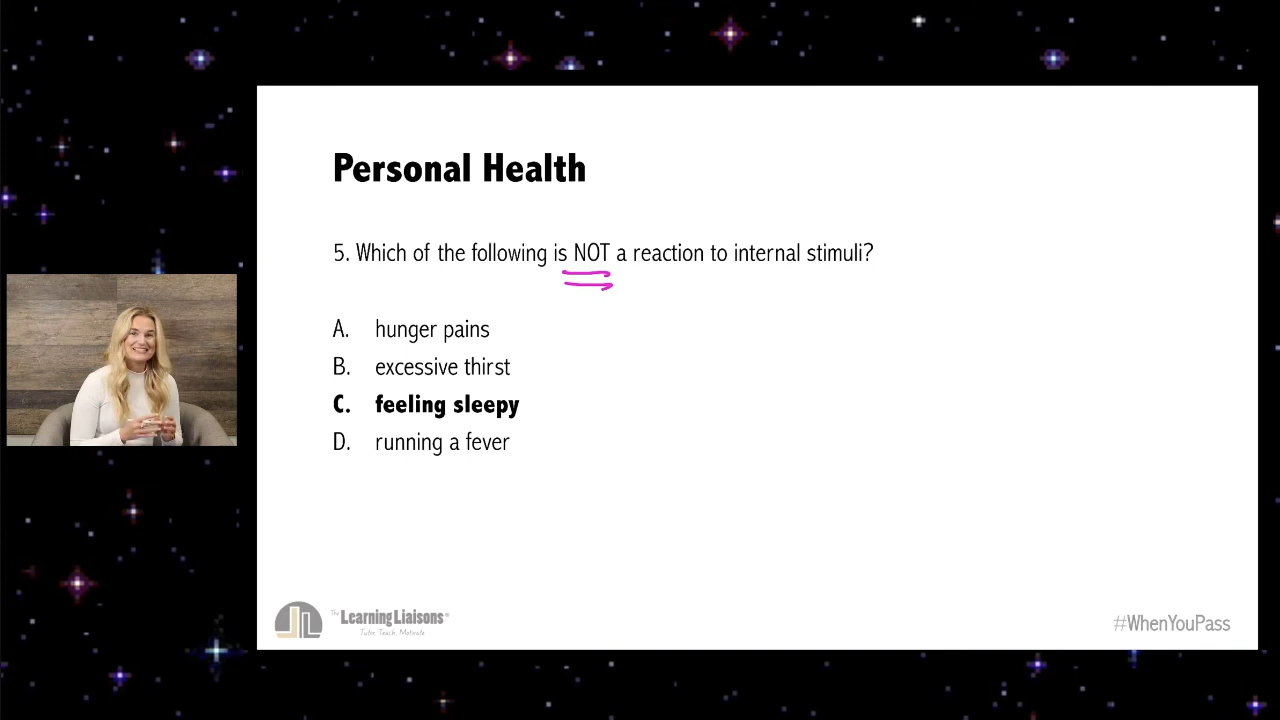 Personal Health
5. Which of the following is NOT a reaction to internal stimuli?
A. hunger pains
B. excessive thirst
C. feeling sleepy
D. running a fever
The Learning Liaisons®
Tutor, Teach, Motivate
#WhenYouPass